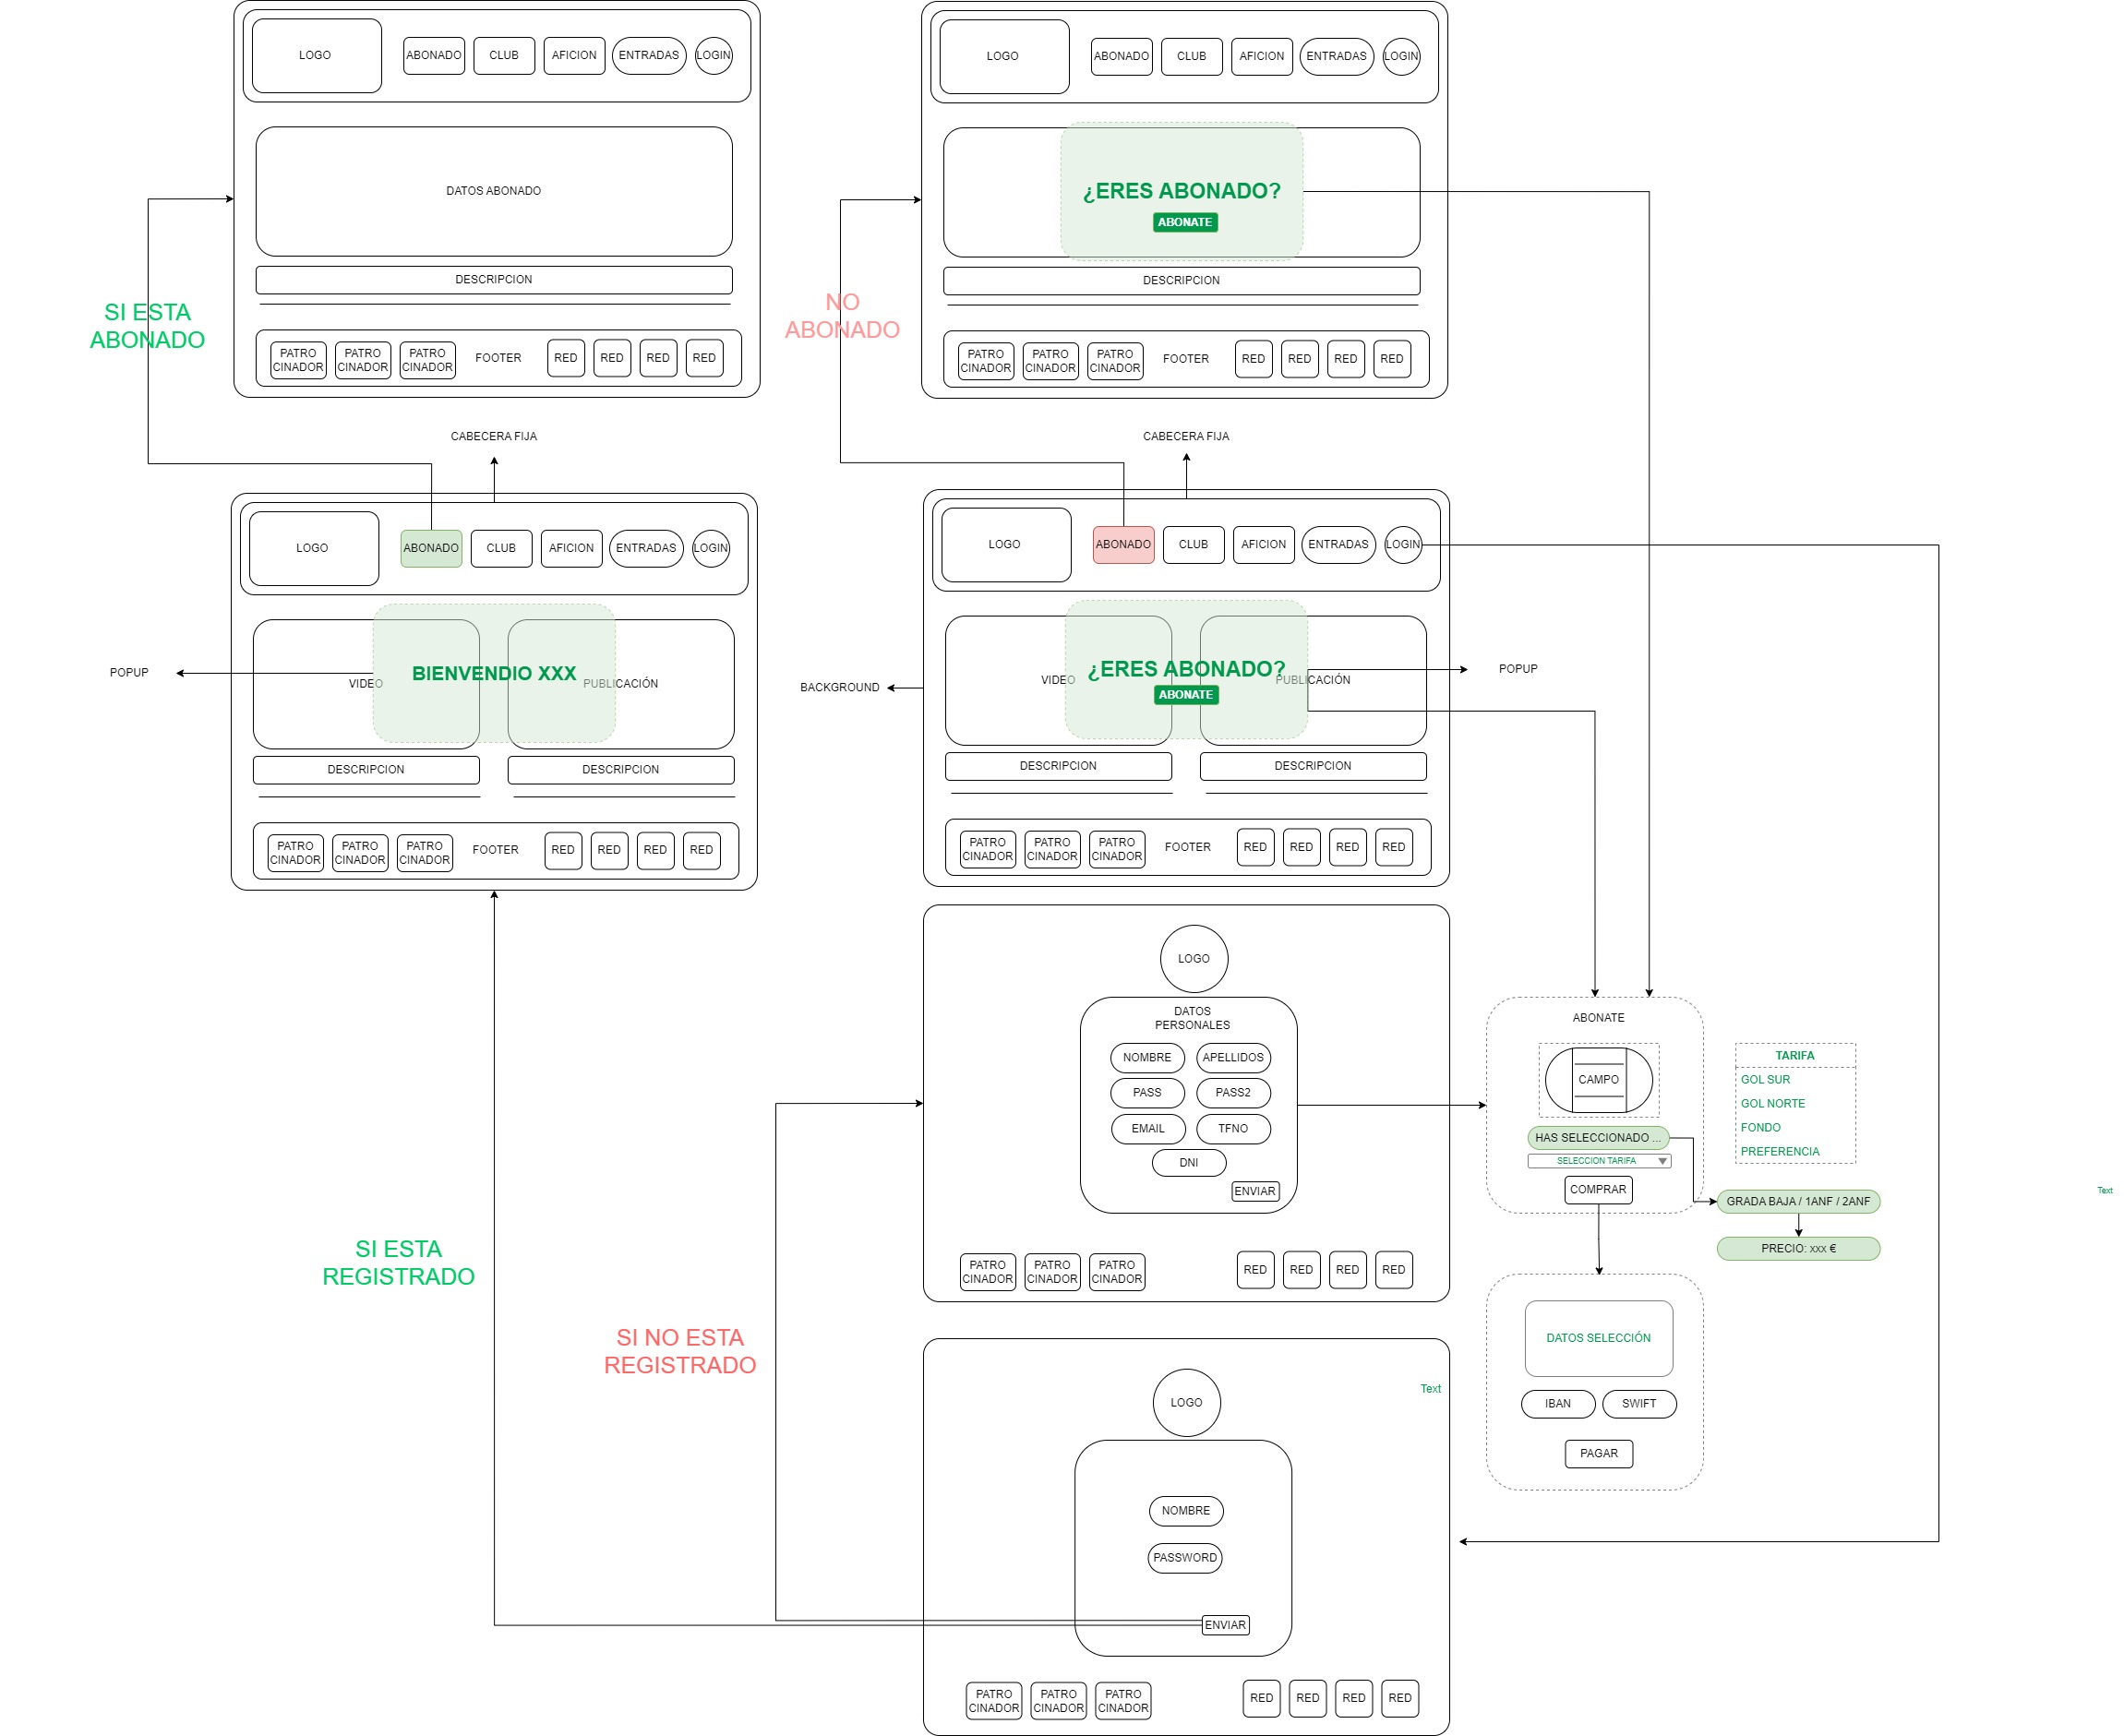 LOGO
ABONADO
CLUB
AFICION
ENTRADAS
LOGIN
DATOS ABONADO
DESCRIPCION
PATRO
CINADOR
PATRO
CINADOR
PATRO
CINADOR
FOOTER
RED
RED
RED
RED
SI ESTA
ABONADO
LOGO
ABONADO
CLUB
AFICION
ENTRADAS
LOGIN
¿ERES ABONADO?
ABONATE
DESCRIPCION
PATRO
CINADOR
PATRO
CINADOR
PATRO
CINADOR
FOOTER
RED
RED
RED
RED
NO
ABONADO
CABECERA FIJA
LOGO
ABONADO
CLUB
AFICION
ENTRADAS
LOGIN
POPUP
VIDEO
BIENVENDIO XXX
PUBLICACIÓN
DESCRIPCION
DESCRIPCION
PATRO
CINADOR
PATRO
CINADOR
PATRO
CINADOR
FOOTER
RED
RED
RED
RED
CABECERA FIJA
LOGO
ABONADO
CLUB
AFICION
ENTRADAS
LOGIN
BACKGROUND
VIDEO
¿ERES ABONADO?
ABONATE
PUBLICACIÓN
POPUP
DESCRIPCION
DESCRIPCION
PATRO
CINADOR
PATRO
CINADOR
PATRO
CINADOR
FOOTER
RED
RED
RED
RED
LOGO
DATOS
PERSONALES
NOMBRE
APELLIDOS
PASS
PASS2
EMAIL
TFNO
DNI
ENVIAR
PATRO
CINADOR
PATRO
CINADOR
PATRO
CINADOR
RED
RED
RED
RED
ABONATE
CAMPO
HAS SELECCIONADO ...
SELECCION TARIFA
COMPRAR
TARIFA
GOL SUR
GOL NORTE
FONDO
PREFERENCIA
GRADA BAJA / 1ANF / 2ANF
PRECIO: xxx €
Text
SI ESTA
REGISTRADO
SI NO ESTA
REGISTRADO
DATOS SELECCIÓN
IBAN
SWIFT
PAGAR
Text
LOGO
NOMBRE
PASSWORD
ENVIAR
PATRO
CINADOR
PATRO
CINADOR
PATRO
CINADOR
RED
RED
RED
RED